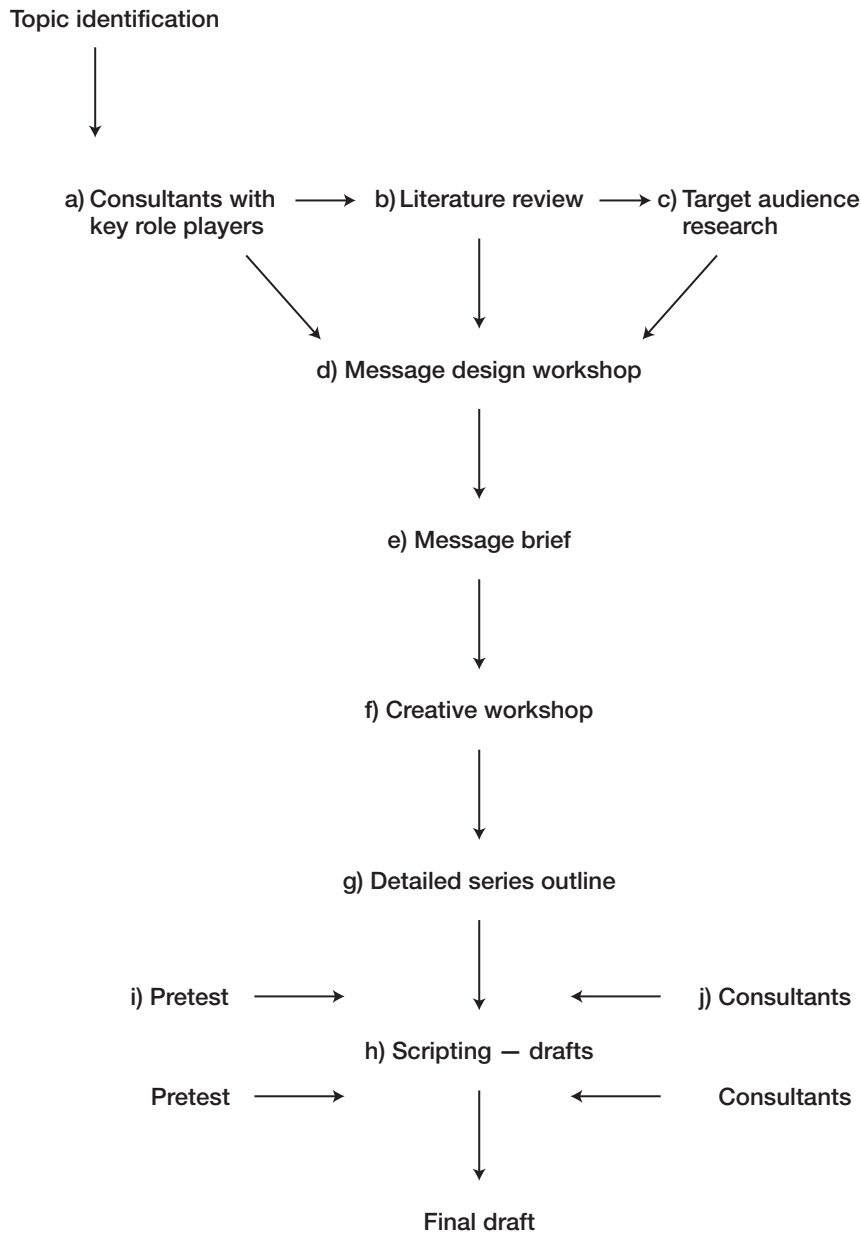 Topic identification
a) Consultants with
key role players
b) Literature review
c) Target audience
research
d) Message design workshop
e) Message brief
f) Creative workshop
g) Detailed series outline
i) Pretest
j) Consultants
h) Scripting — drafts
Pretest
Consultants
Final draft